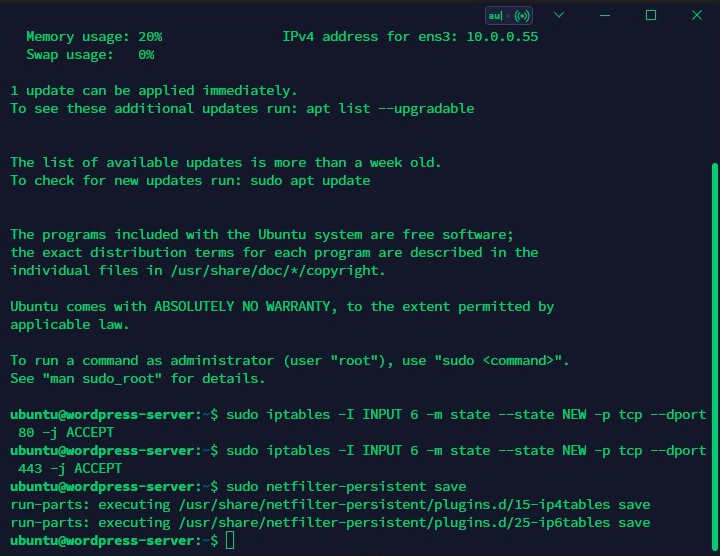 au|
Memory usage: 20% IPv4 address for ens3: 10.0.0.55
Swap usage: 0%
1 update can be applied immediately.
To see these additional updates run: apt list --upgradable
The list of available updates is more than a week old.
To check for new updates run: sudo apt update
The programs included with the Ubuntu system are free software;
the exact distribution terms for each program are described in the
individual files in /usr/share/doc/*/copyright.
Ubuntu comes with ABSOLUTELY NO WARRANTY, to the extent permitted by
applicable law.
To run a command as administrator (user "root"), use "sudo <command>".
See "man sudo_root" for details.
ubuntu@wordpress-server:~$ sudo iptables -I INPUT 6 -m state --state NEW -p tcp --dport
80 -j ACCEPT
ubuntu@wordpress-server:~$ sudo iptables -I INPUT 6 -m state --state NEW -p tcp --dport
443 -j ACCEPT
ubuntu@wordpress-server:~$ sudo netfilter-persistent save
run-parts: executing /usr/share/netfilter-persistent/plugins.d/15-ip4tables save
run-parts: executing /usr/share/netfilter-persistent/plugins.d/25-ip6tables save
ubuntu@wordpress-server:~$